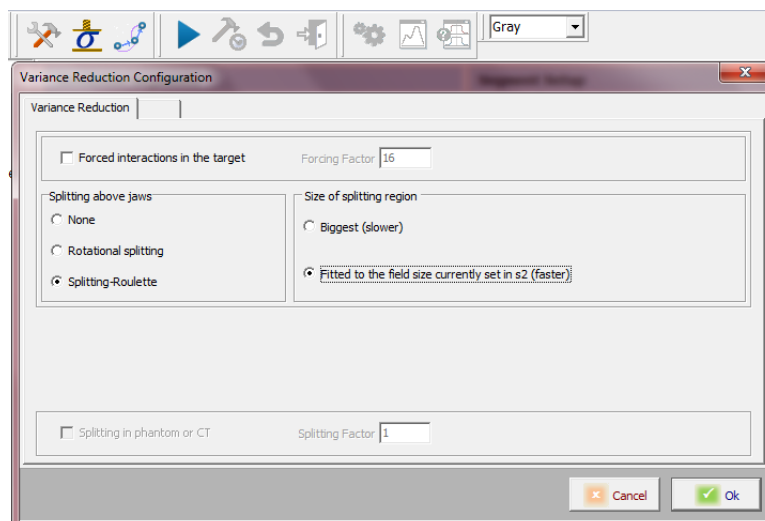 Gray
Variance Reduction Configuration
Variance Reduction
Forced interactions in the target Forcing Factor 16
Splitting above jaws
None
Rotational splitting
Splitting-Roulette
Size of splitting region
Biggest (slower)
Fitted to the field size currently set in s2 (faster)
Splitting in phantom or CT Splitting Factor 1
Cancel Ok